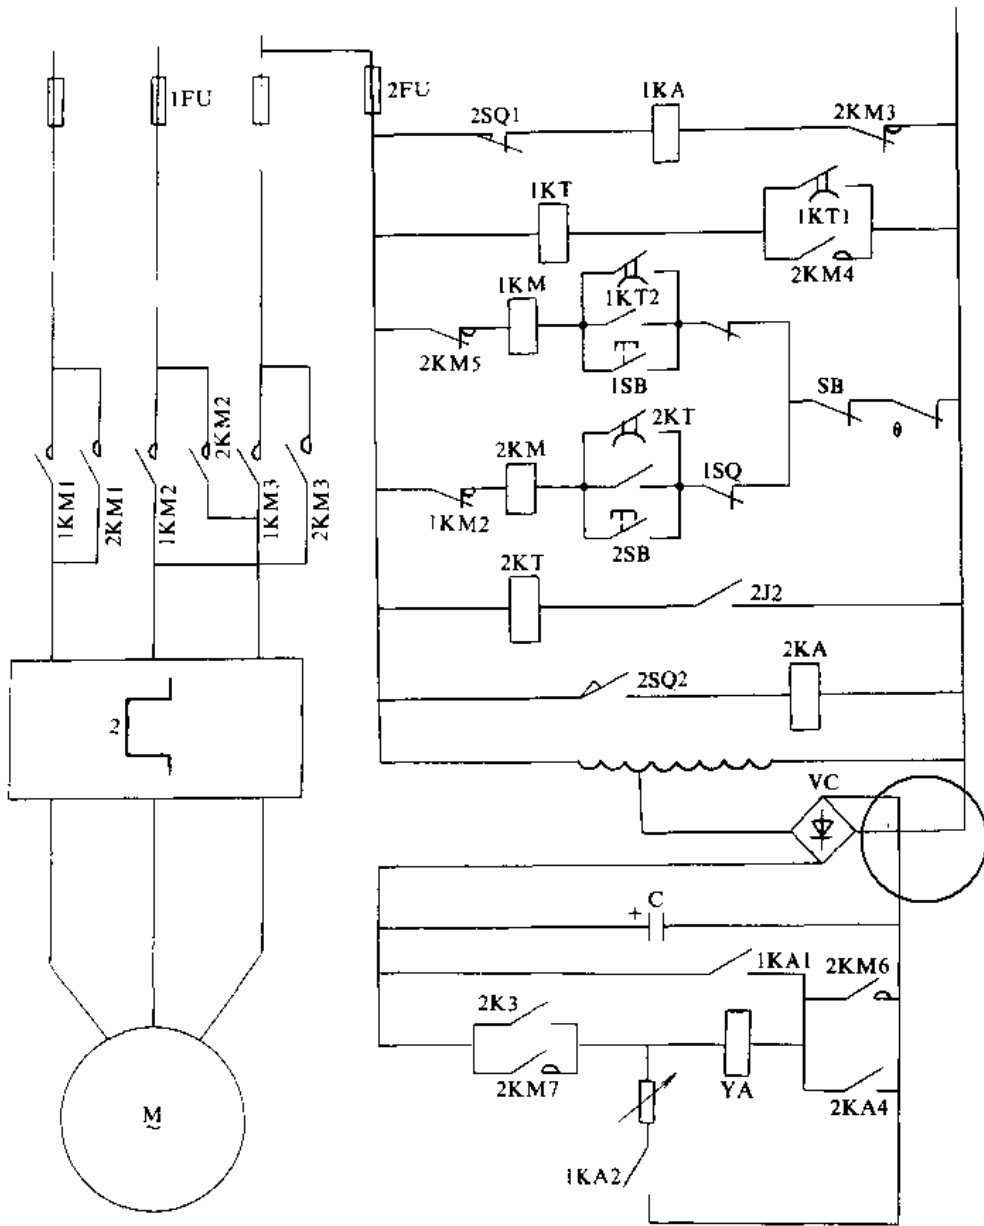 1FU
2FU
2SQ1
1KA
2KM3
1KT
1KT1
2KM4
1KM
1KT2
2KM5
1SB
SB
θ
2KT
2KM
1SQ
1KM2
2SB
1KM1
2KM1
1KM2
2KM2
1KM3
2KM3
2KT
2J2
2SQ2
2KA
2
VC
+ C
1KA1
2KM6
2K3
2KM7
YA
2KA4
1KA2
M
~